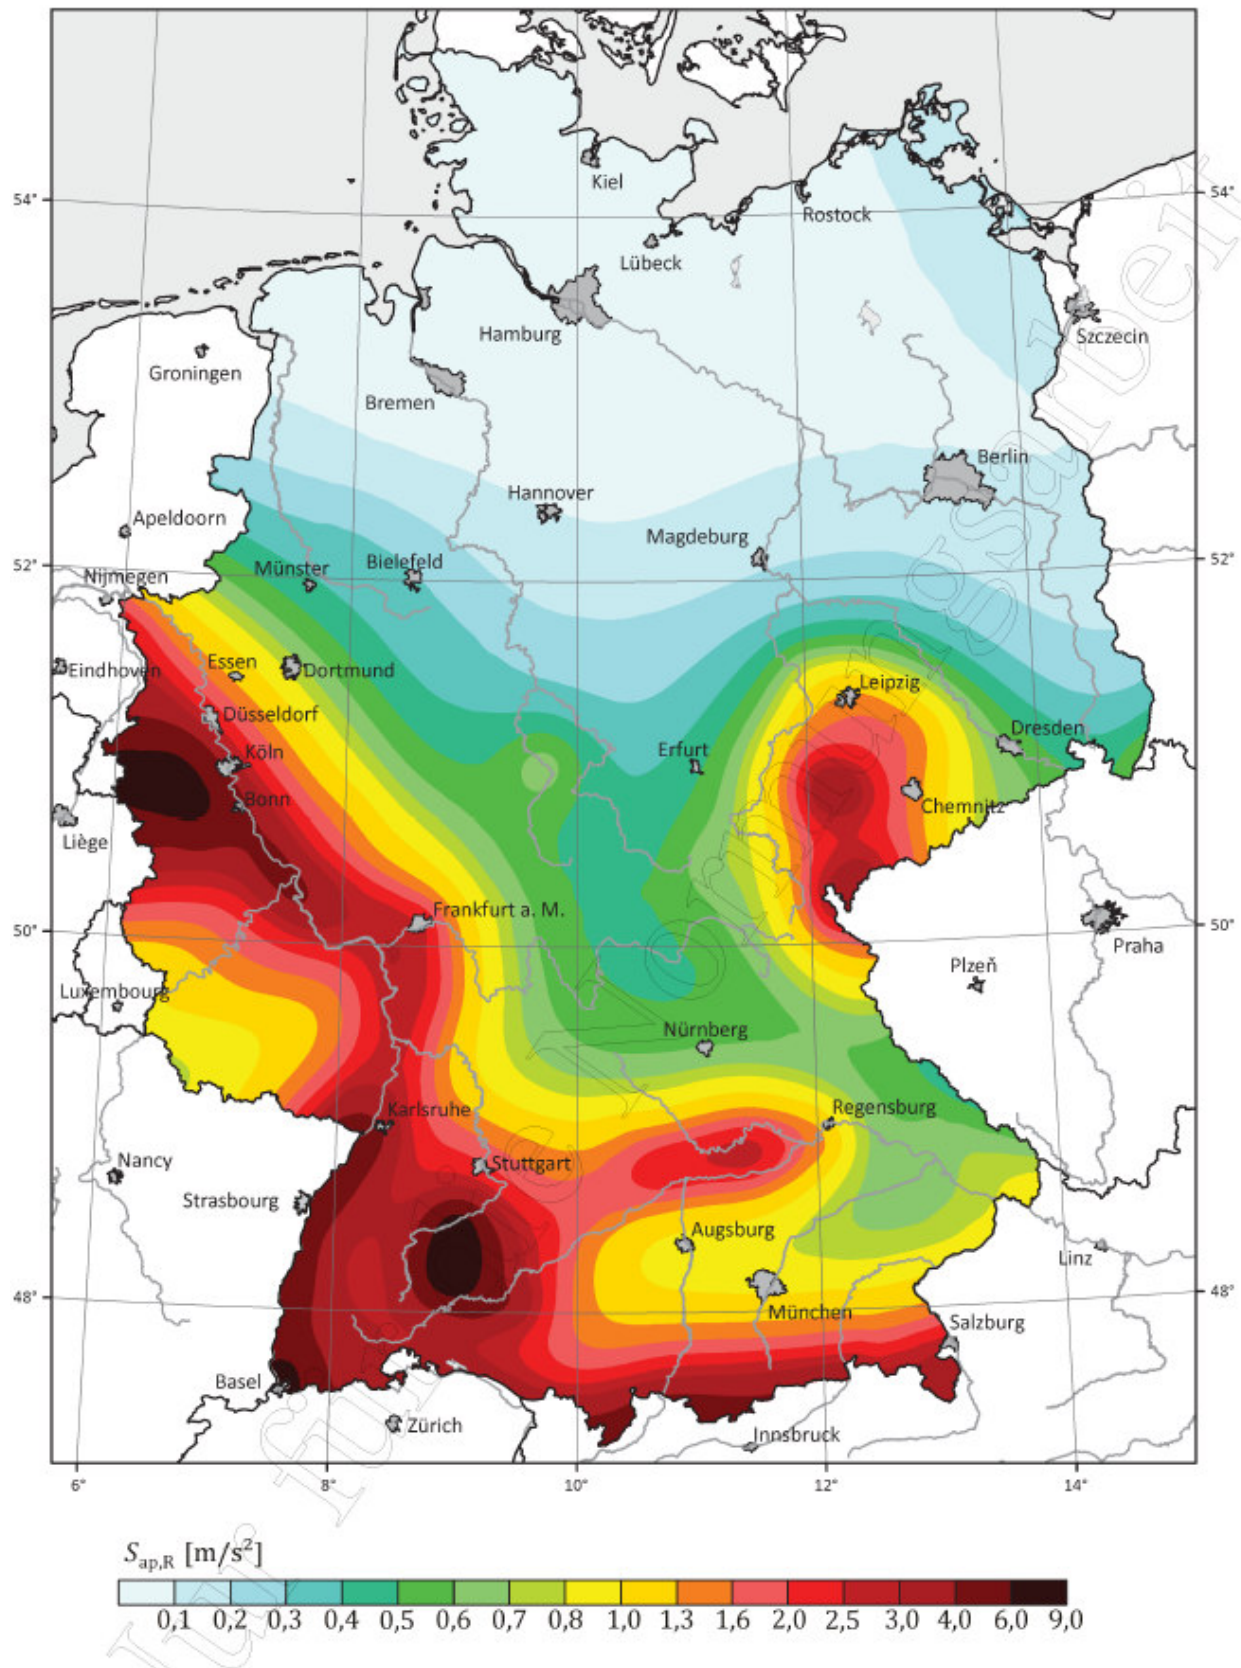 54°
54°
Kiel
Rostock
Lübeck
Hamburg
Szczecin
Groningen
Bremen
Berlin
Hannover
Apeldoorn
Magdeburg
52°
52°
Münster
Bielefeld
Nijmegen
Essen
Dortmund
Eindhoven
Leipzig
Düsseldorf
Dresden
Köln
Erfurt
Bonn
Chemnitz
Liège
Frankfurt a. M.
50°
50°
Praha
Plzeň
Luxembourg
Nürnberg
Karlsruhe
Regensburg
Nancy
Stuttgart
Strasbourg
Augsburg
Linz
48°
48°
München
Salzburg
Basel
Zürich
Innsbruck
6°
8°
10°
12°
14°
Sap,R [m/s²]
0,1 0,2 0,3 0,4 0,5 0,6 0,7 0,8 1,0 1,3 1,6 2,0 2,5 3,0 4,0 6,0 9,0